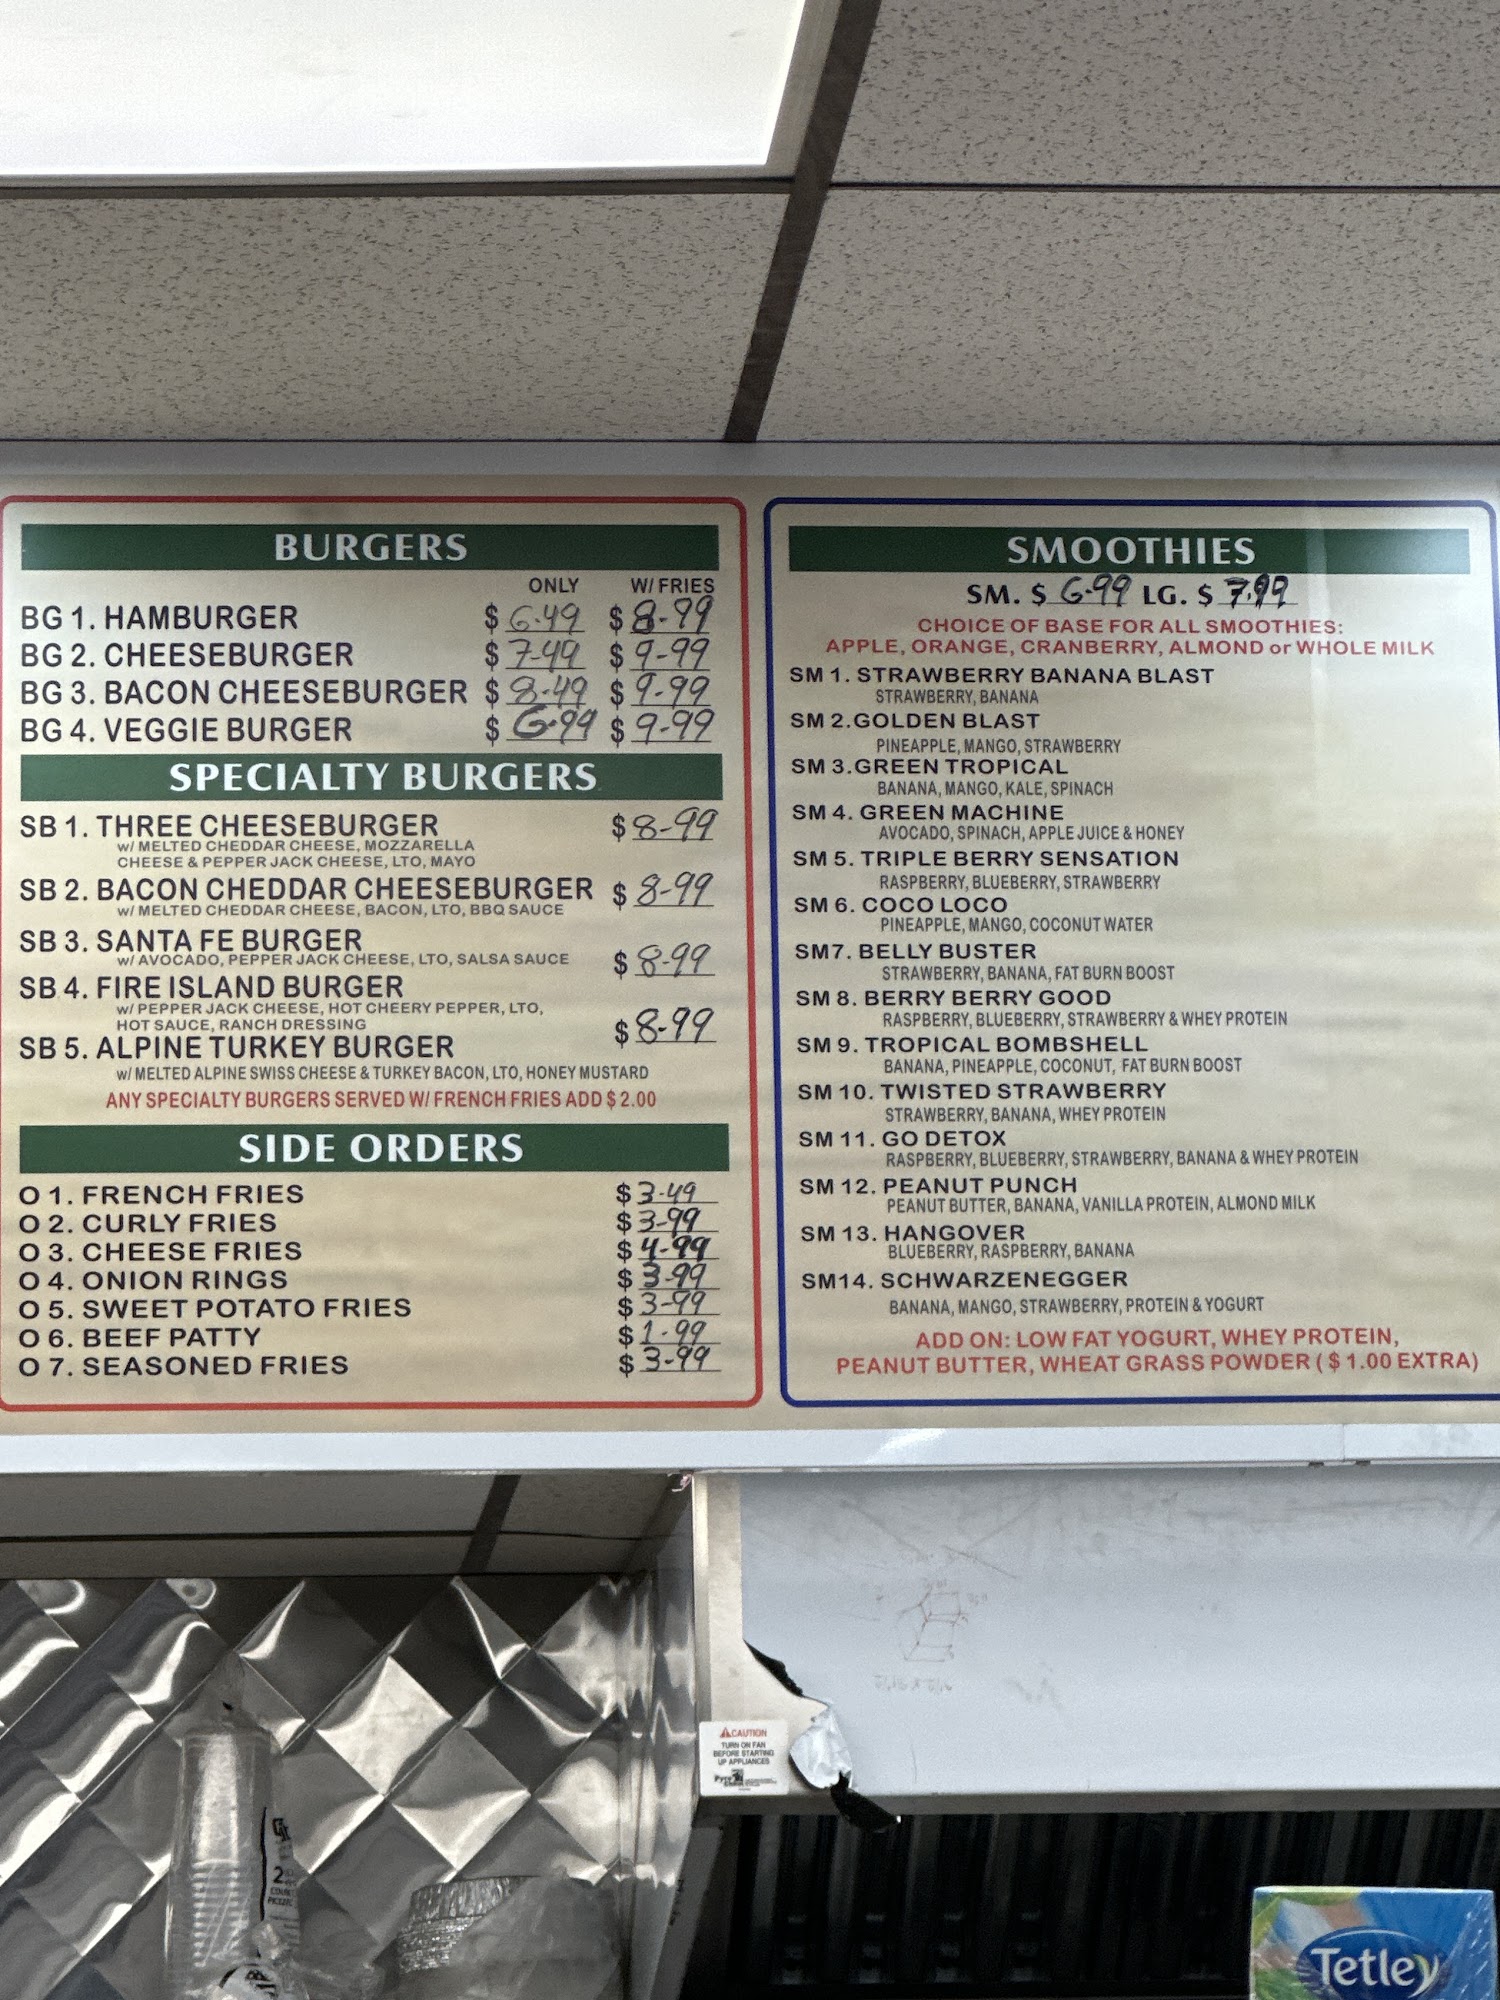 BURGERS
ONLY W/ FRIES
BG 1. HAMBURGER $ 6.49 $ 8.99
BG 2. CHEESEBURGER $ 7.49 $ 9.99
BG 3. BACON CHEESEBURGER $ 8.49 $ 9.99
BG 4. VEGGIE BURGER $ 6.99 $ 9.99
SPECIALTY BURGERS
SB 1. THREE CHEESEBURGER $ 8.99
w/ MELTED CHEDDAR CHEESE, MOZZARELLA
CHEESE & PEPPER JACK CHEESE, LTO, MAYO
SB 2. BACON CHEDDAR CHEESEBURGER $ 8.99
w/ MELTED CHEDDAR CHEESE, BACON, LTO, BBQ SAUCE
SB 3. SANTA FE BURGER $ 8.99
w/ AVOCADO, PEPPER JACK CHEESE, LTO, SALSA SAUCE
SB 4. FIRE ISLAND BURGER
w/ PEPPER JACK CHEESE, HOT CHEERY PEPPER, LTO,
HOT SAUCE, RANCH DRESSING $ 8.99
SB 5. ALPINE TURKEY BURGER
w/ MELTED ALPINE SWISS CHEESE & TURKEY BACON, LTO, HONEY MUSTARD
ANY SPECIALTY BURGERS SERVED W/ FRENCH FRIES ADD $ 2.00
SIDE ORDERS
O 1. FRENCH FRIES $ 3.49
O 2. CURLY FRIES $ 3.99
O 3. CHEESE FRIES $ 4.99
O 4. ONION RINGS $ 3.99
O 5. SWEET POTATO FRIES $ 3.99
O 6. BEEF PATTY $ 1.99
O 7. SEASONED FRIES $ 3.99
SMOOTHIES
SM. $ 6.99 LG. $ 7.99
CHOICE OF BASE FOR ALL SMOOTHIES:
APPLE, ORANGE, CRANBERRY, ALMOND or WHOLE MILK
SM 1. STRAWBERRY BANANA BLAST
STRAWBERRY, BANANA
SM 2. GOLDEN BLAST
PINEAPPLE, MANGO, STRAWBERRY
SM 3. GREEN TROPICAL
BANANA, MANGO, KALE, SPINACH
SM 4. GREEN MACHINE
AVOCADO, SPINACH, APPLE JUICE & HONEY
SM 5. TRIPLE BERRY SENSATION
RASPBERRY, BLUEBERRY, STRAWBERRY
SM 6. COCO LOCO
PINEAPPLE, MANGO, COCONUT WATER
SM7. BELLY BUSTER
STRAWBERRY, BANANA, FAT BURN BOOST
SM 8. BERRY BERRY GOOD
RASPBERRY, BLUEBERRY, STRAWBERRY & WHEY PROTEIN
SM 9. TROPICAL BOMBSHELL
BANANA, PINEAPPLE, COCONUT, FAT BURN BOOST
SM 10. TWISTED STRAWBERRY
STRAWBERRY, BANANA, WHEY PROTEIN
SM 11. GO DETOX
RASPBERRY, BLUEBERRY, STRAWBERRY, BANANA & WHEY PROTEIN
SM 12. PEANUT PUNCH
PEANUT BUTTER, BANANA, VANILLA PROTEIN, ALMOND MILK
SM 13. HANGOVER
BLUEBERRY, RASPBERRY, BANANA
SM14. SCHWARZENEGGER
BANANA, MANGO, STRAWBERRY, PROTEIN & YOGURT
ADD ON: LOW FAT YOGURT, WHEY PROTEIN,
PEANUT BUTTER, WHEAT GRASS POWDER ( $ 1.00 EXTRA)
CAUTION
TURN ON FAN
BEFORE STARTING
UP APPLIANCES
Tetley